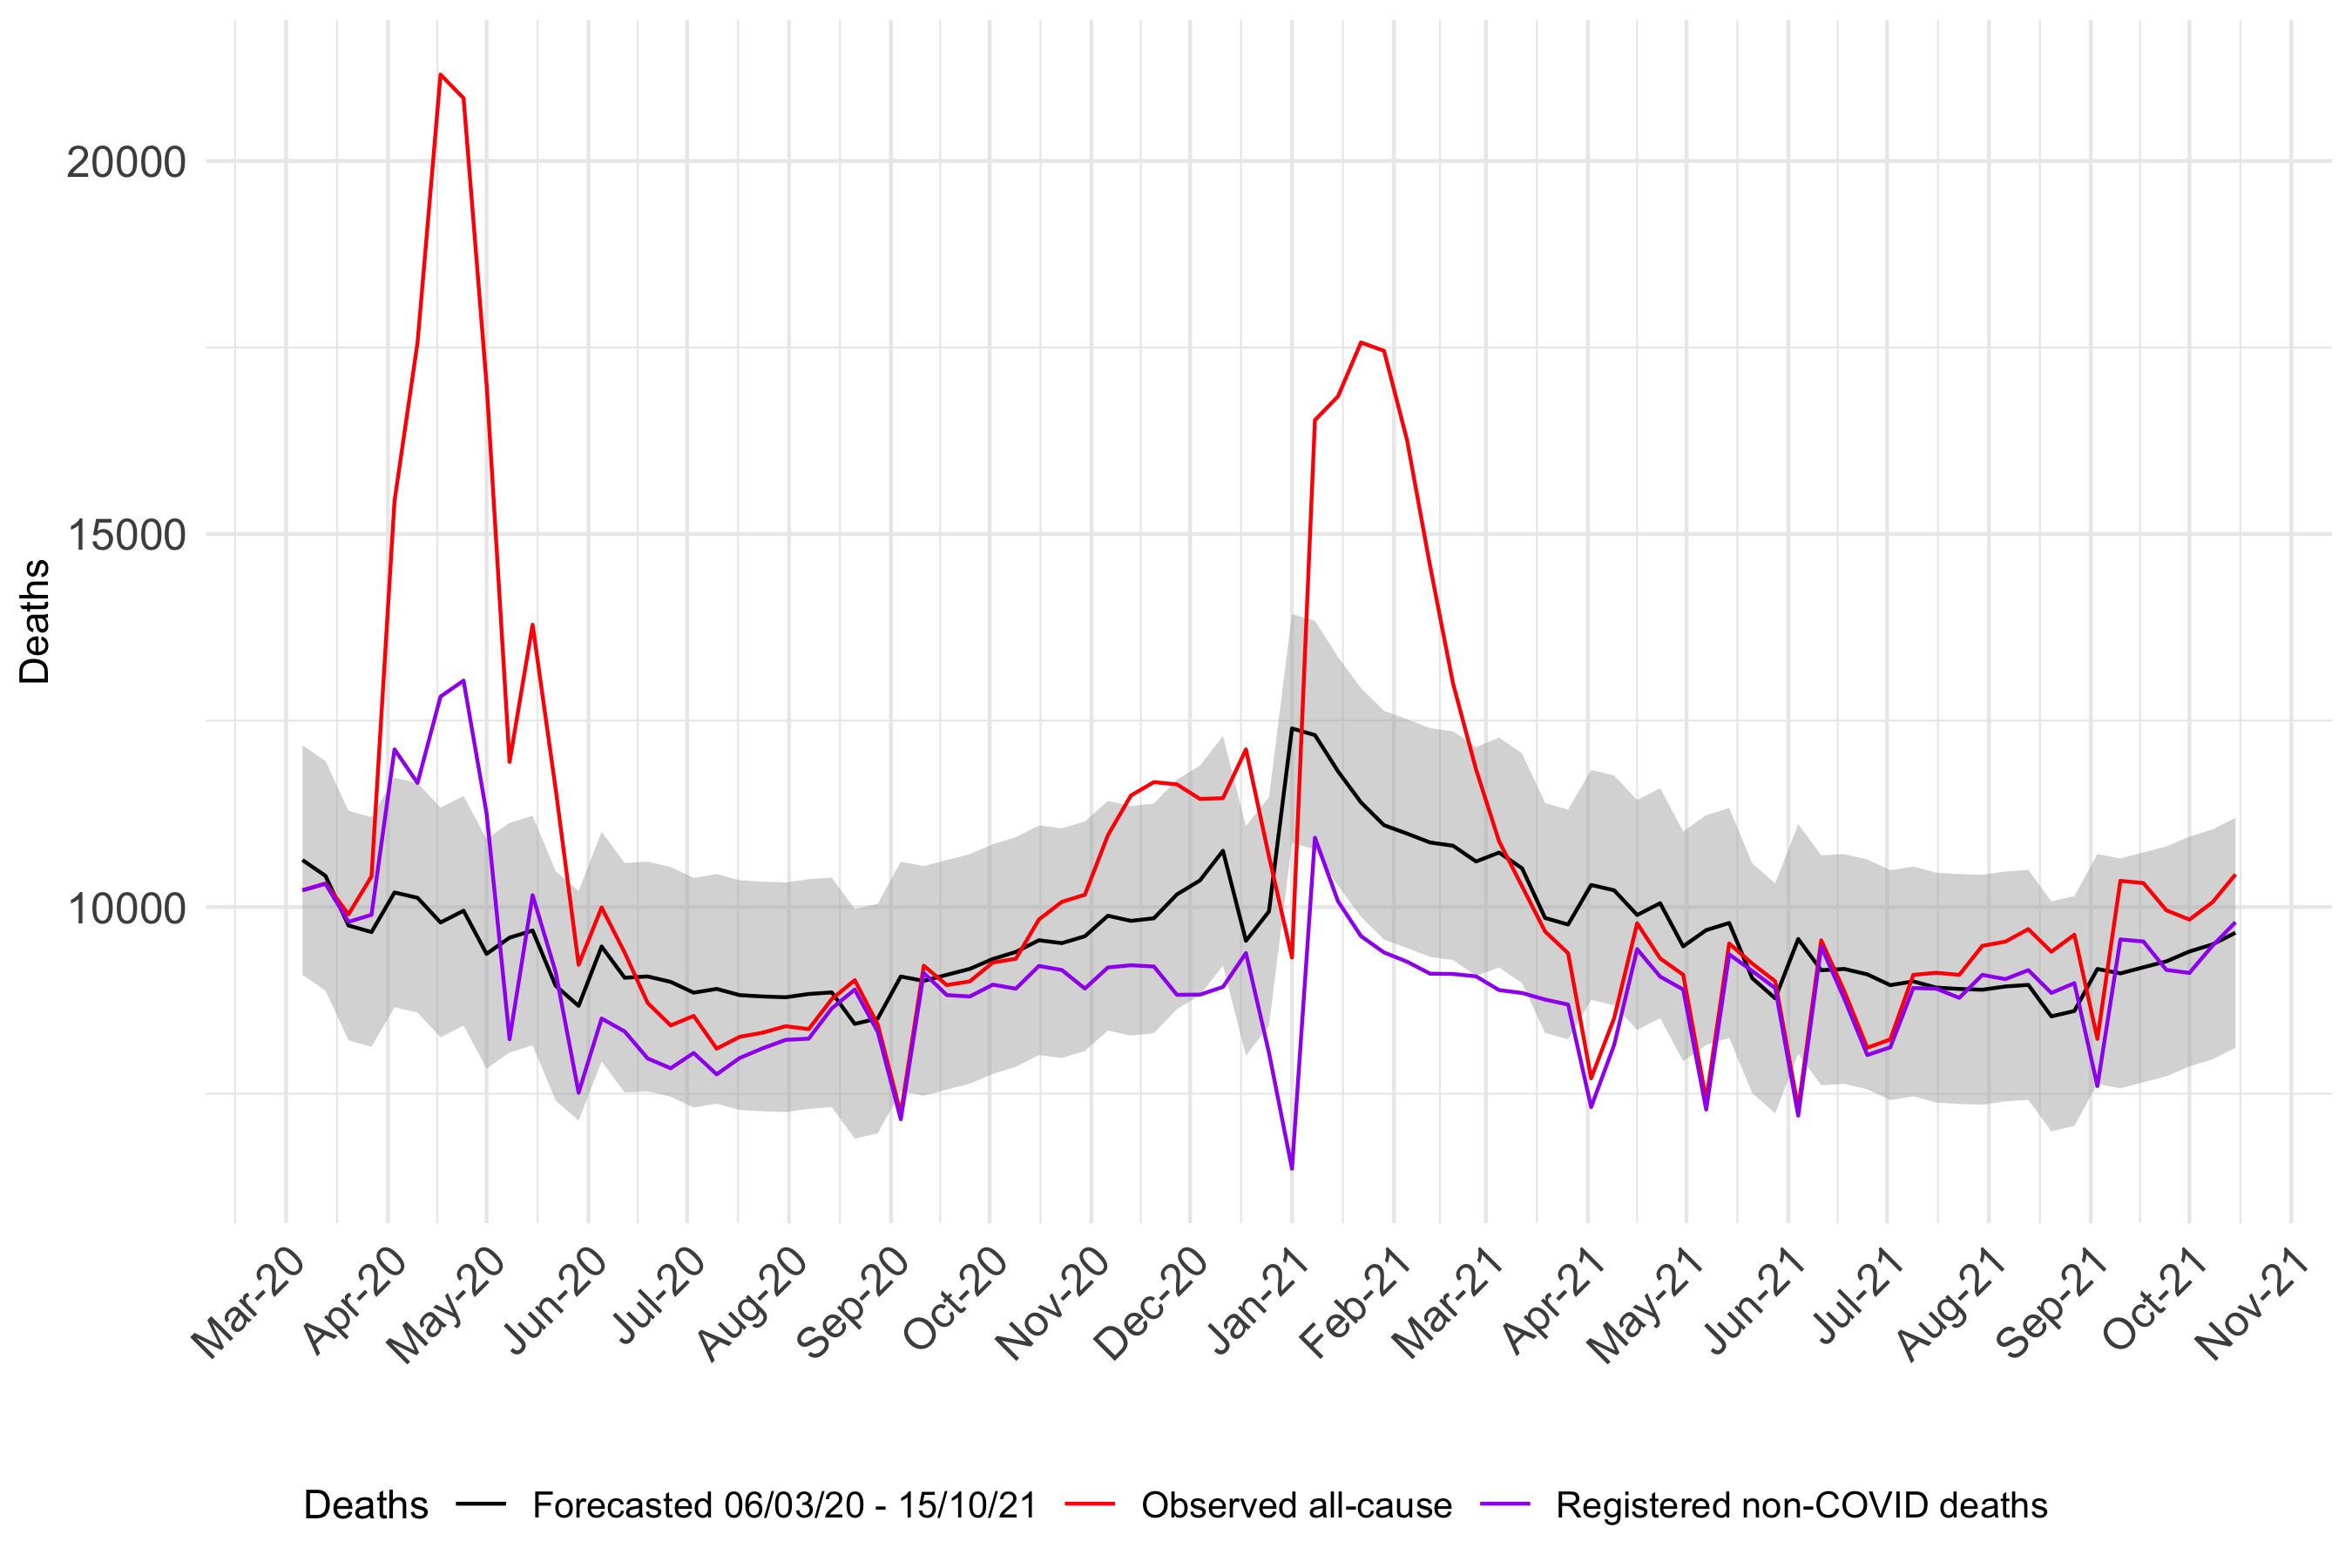 20000
15000
10000
Deaths
Mar-20
Apr-20
May-20
Jun-20
Jul-20
Aug-20
Sep-20
Oct-20
Nov-20
Dec-20
Jan-21
Feb-21
Mar-21
Apr-21
May-21
Jun-21
Jul-21
Aug-21
Sep-21
Oct-21
Nov-21
Deaths Forecasted 06/03/20 - 15/10/21 Observed all-cause Registered non-COVID deaths